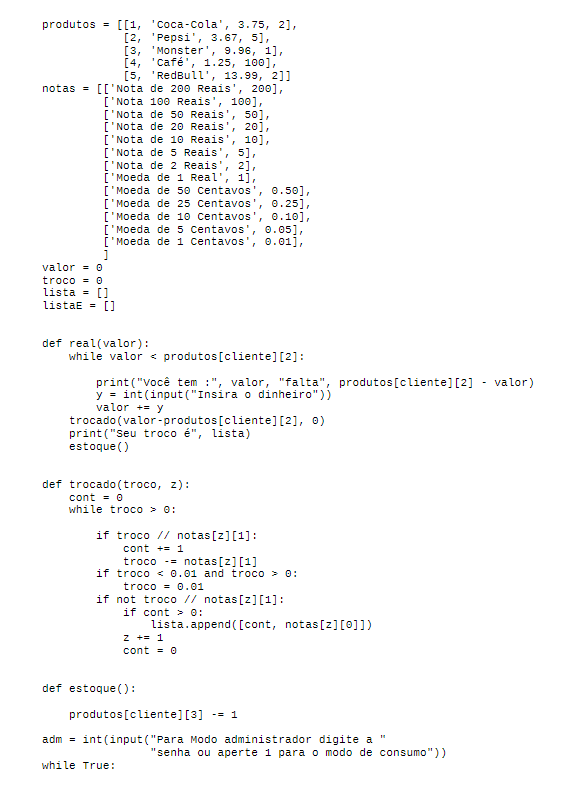 produtos = [[1, 'Coca-Cola', 3.75, 2],
            [2, 'Pepsi', 3.67, 5],
            [3, 'Monster', 9.96, 1],
            [4, 'Café', 1.25, 100],
            [5, 'RedBull', 13.99, 2]]
notas = [['Nota de 200 Reais', 200],
         ['Nota 100 Reais', 100],
         ['Nota de 50 Reais', 50],
         ['Nota de 20 Reais', 20],
         ['Nota de 10 Reais', 10],
         ['Nota de 5 Reais', 5],
         ['Nota de 2 Reais', 2],
         ['Moeda de 1 Real', 1],
         ['Moeda de 50 Centavos', 0.50],
         ['Moeda de 25 Centavos', 0.25],
         ['Moeda de 10 Centavos', 0.10],
         ['Moeda de 5 Centavos', 0.05],
         ['Moeda de 1 Centavos', 0.01],
         ]
valor = 0
troco = 0
lista = []
listaE = []
def real(valor):
    while valor < produtos[cliente][2]:
        print("Você tem :", valor, "falta", produtos[cliente][2] - valor)
        y = int(input("Insira o dinheiro"))
        valor += y
    trocado(valor-produtos[cliente][2], 0)
    print("Seu troco é", lista)
    estoque()
def trocado(troco, z):
    cont = 0
    while troco > 0:
        if troco // notas[z][1]:
            cont += 1
            troco -= notas[z][1]
        if troco < 0.01 and troco > 0:
            troco = 0.01
        if not troco // notas[z][1]:
            if cont > 0:
                lista.append([cont, notas[z][0]])
            z += 1
            cont = 0
def estoque():
    produtos[cliente][3] -= 1
adm = int(input("Para Modo administrador digite a "
                "senha ou aperte 1 para o modo de consumo"))
while True: